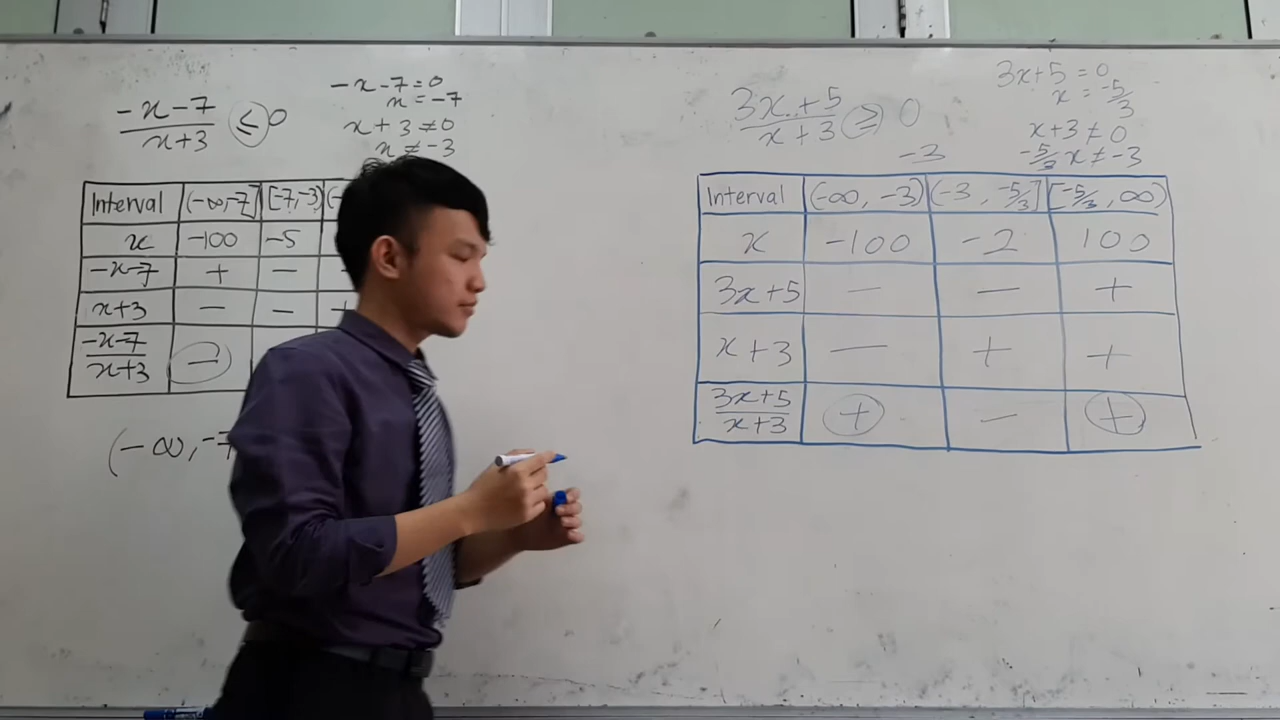 -x-7 / x+3 ≤ 0
-x-7=0
x=-7
x+3≠0
x≠-3
Interval (-∞,-7] [-7,-3)
x -100 -5
-x-7 + -
x+3 - -
-x-7 / x+3 -
(-∞,-7
3x+5 / x+3 ≥ 0
3x+5=0
x=-5/3
x+3≠0
-3 -5/3 x≠-3
Interval (-∞, -3) (-3, -5/3] [-5/3, ∞)
x -100 -2 100
3x+5 - - +
x+3 - + +
3x+5 / x+3 + - +